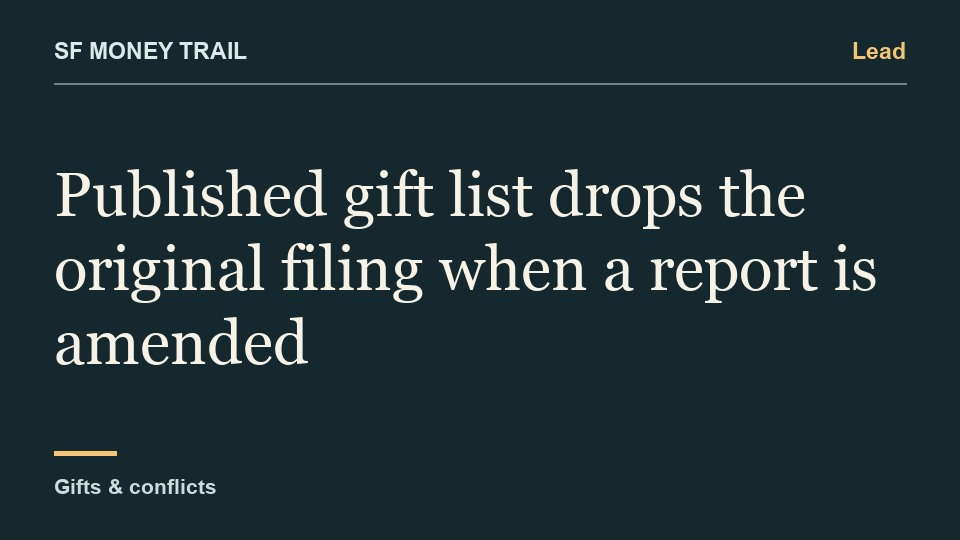 SF MONEY TRAIL
Lead
Published gift list drops the
original filing when a report is
amended
Gifts & conflicts